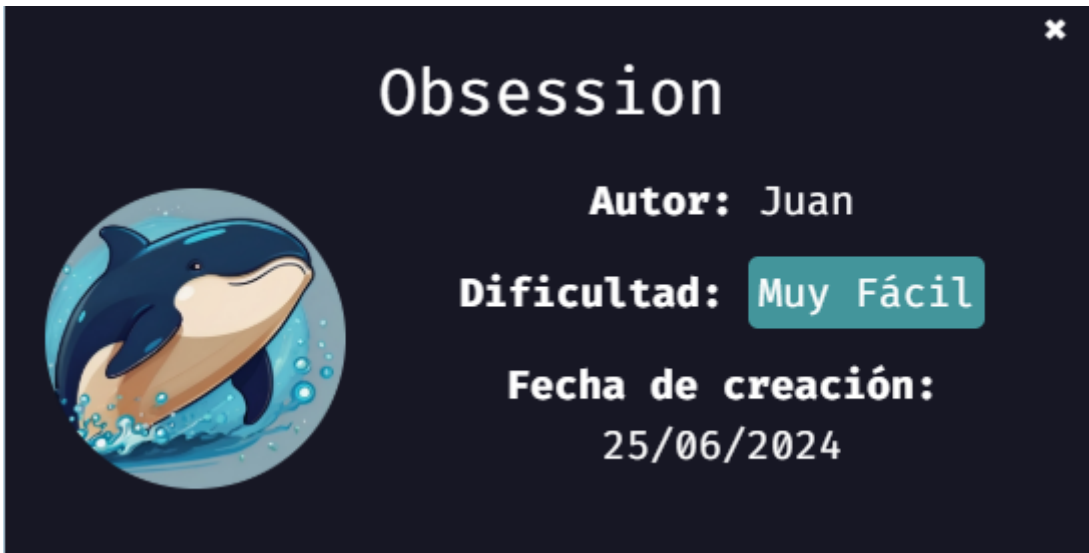 Obsession
Autor: Juan
Dificultad: Muy Fácil
Fecha de creación:
25/06/2024